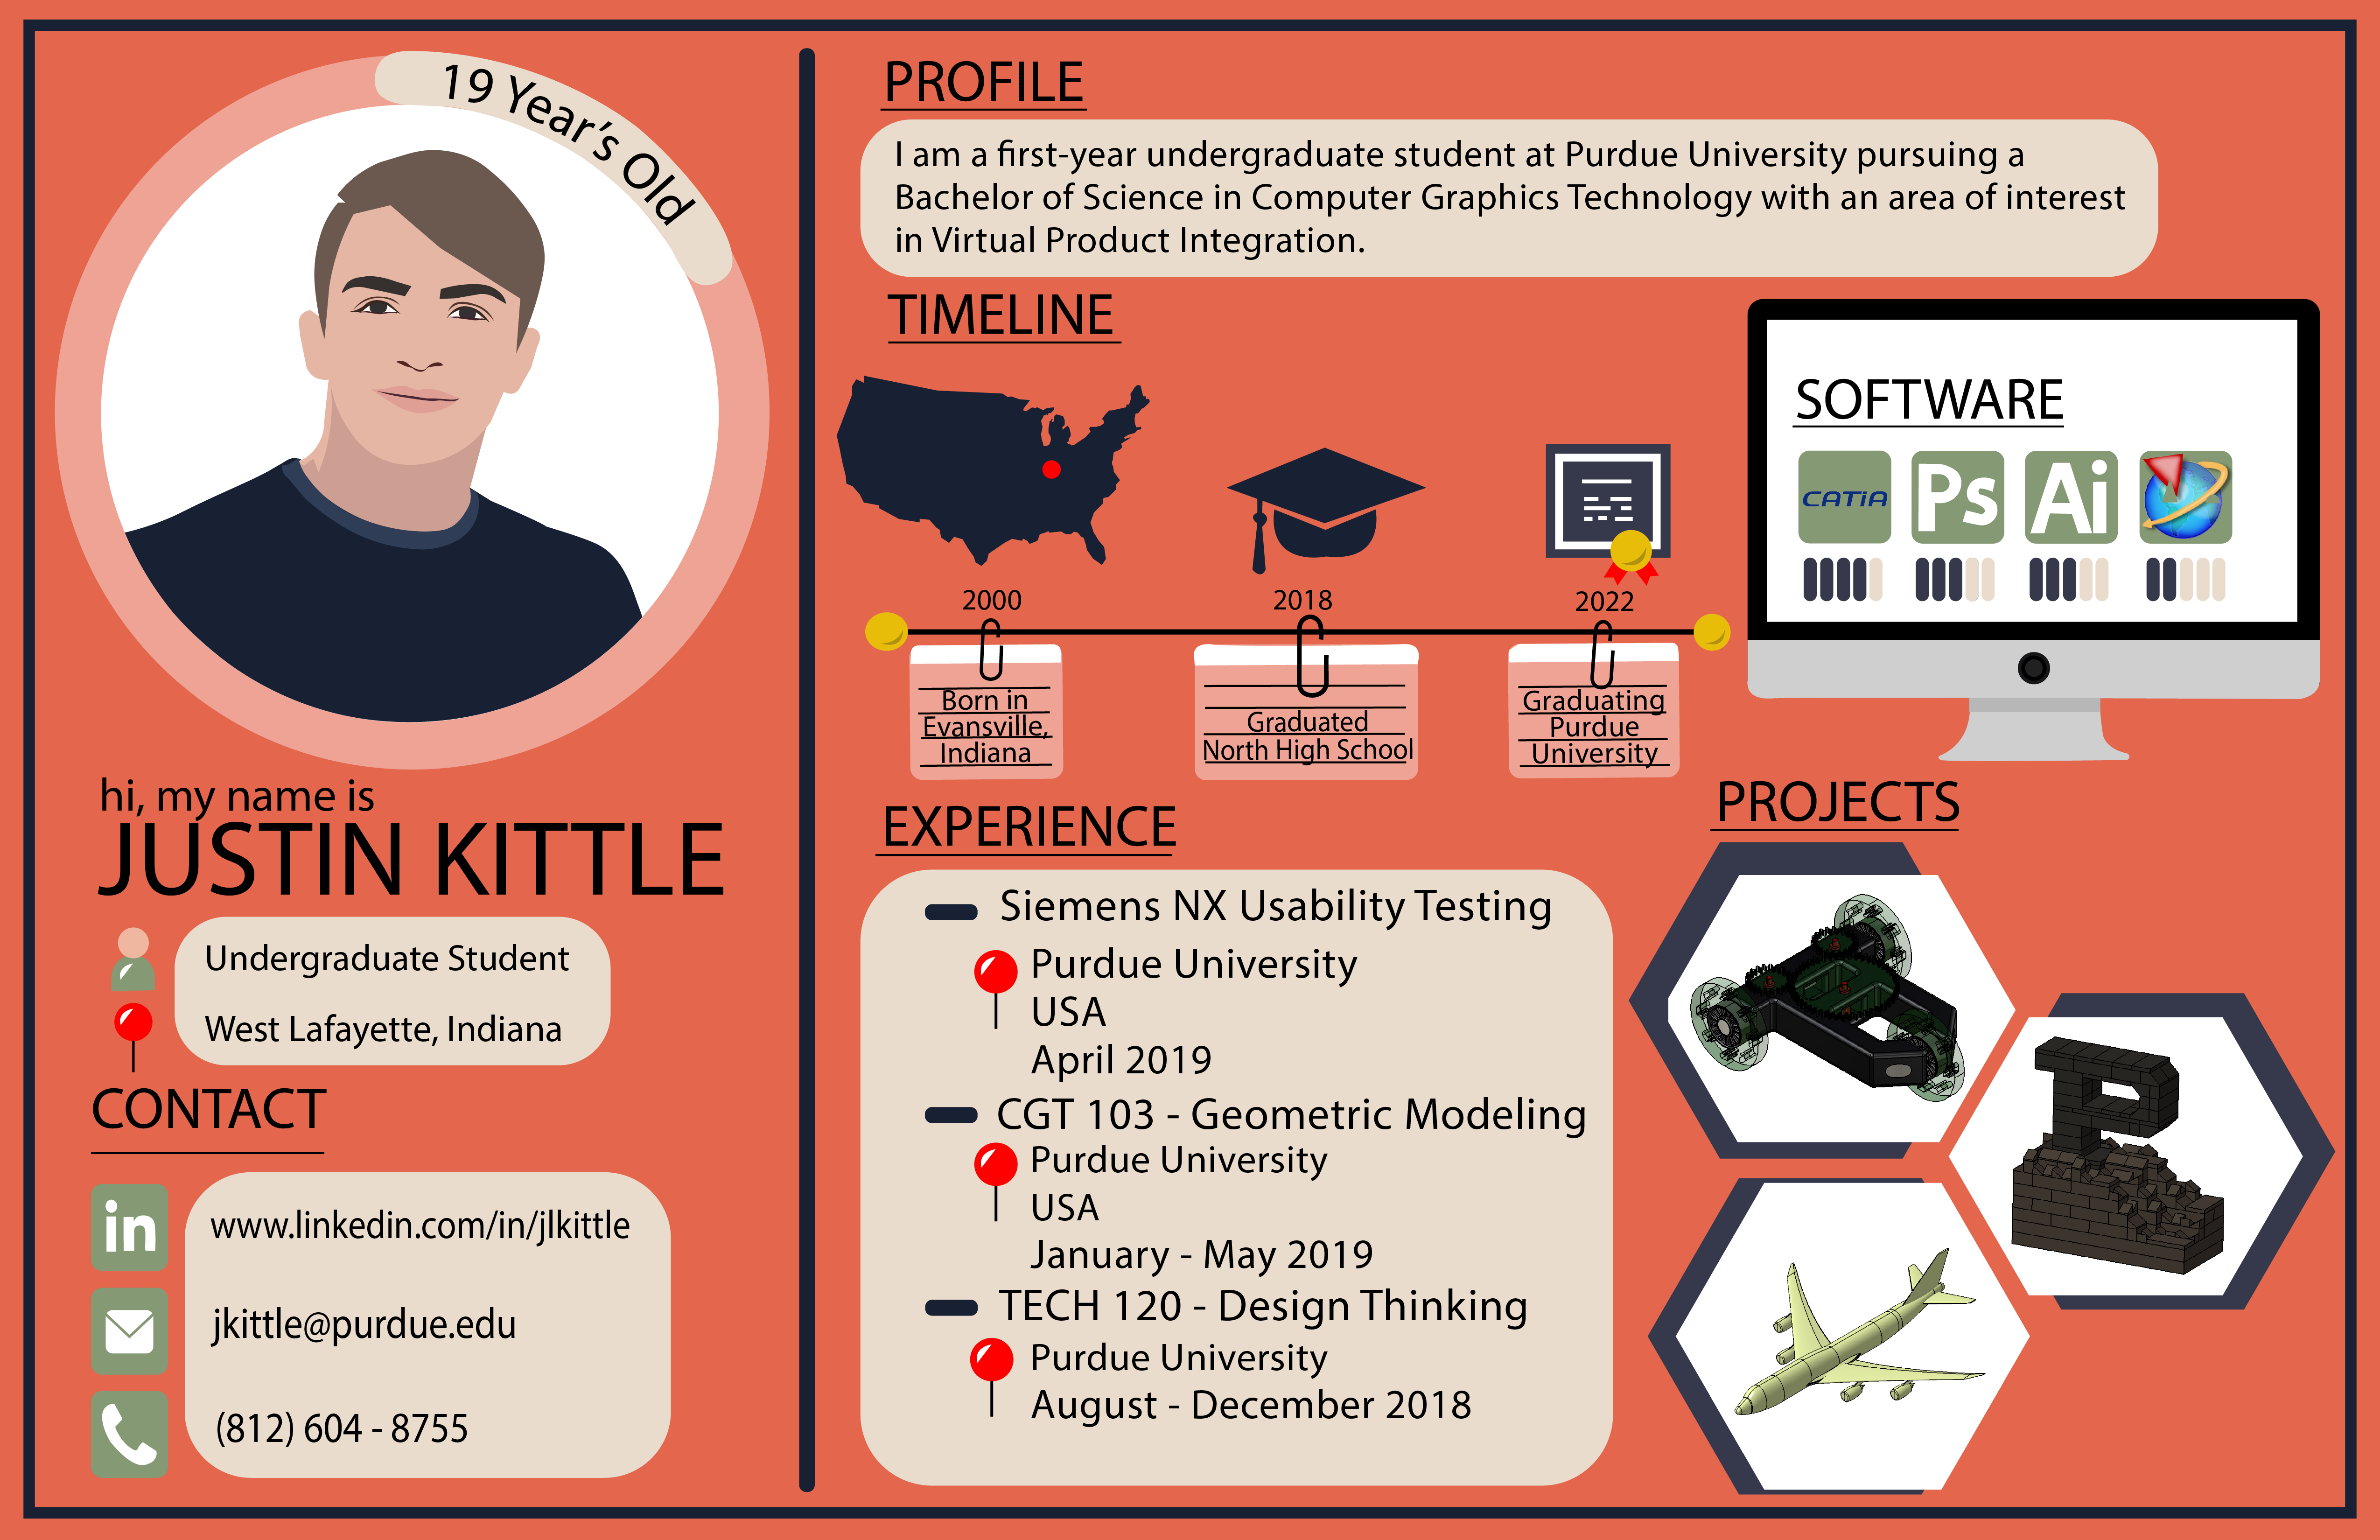 19 Year's Old
hi, my name is
JUSTIN KITTLE
Undergraduate Student
West Lafayette, Indiana
CONTACT
in
www.linkedin.com/in/jlkittle
jkittle@purdue.edu
(812) 604 - 8755
PROFILE
I am a first-year undergraduate student at Purdue University pursuing a
Bachelor of Science in Computer Graphics Technology with an area of interest
in Virtual Product Integration.
TIMELINE
2000
Born in
Evansville,
Indiana
2018
Graduated
North High School
2022
Graduating
Purdue
University
SOFTWARE
CATIA
Ps
Ai
EXPERIENCE
Siemens NX Usability Testing
Purdue University
USA
April 2019
CGT 103 - Geometric Modeling
Purdue University
USA
January - May 2019
TECH 120 - Design Thinking
Purdue University
August - December 2018
PROJECTS